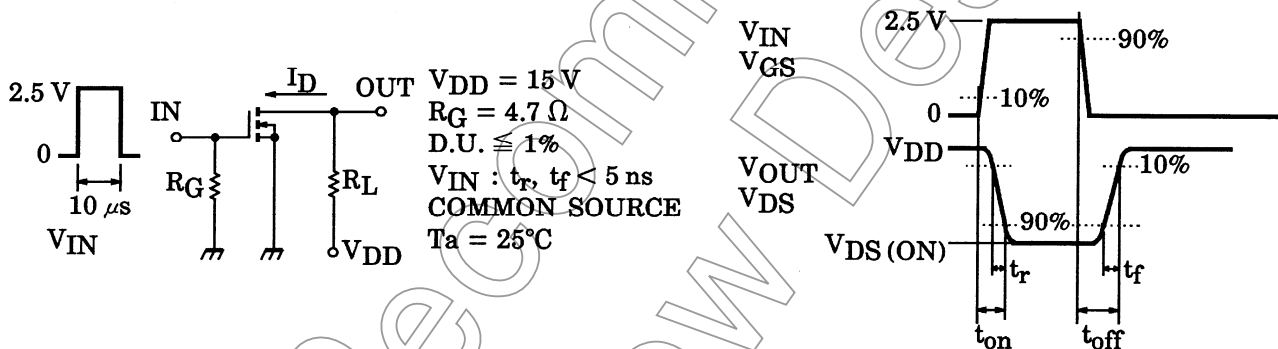 2.5 V
0
10 μs
VIN
IN
RG
ID
OUT
RL
VDD
VDD = 15 V
RG = 4.7 Ω
D.U. ≦ 1%
VIN : tr, tf < 5 ns
COMMON SOURCE
Ta = 25°C
VIN
VGS
2.5 V
90%
10%
0
VOUT
VDS
VDD
10%
90%
VDS (ON)
tr
tf
ton
toff